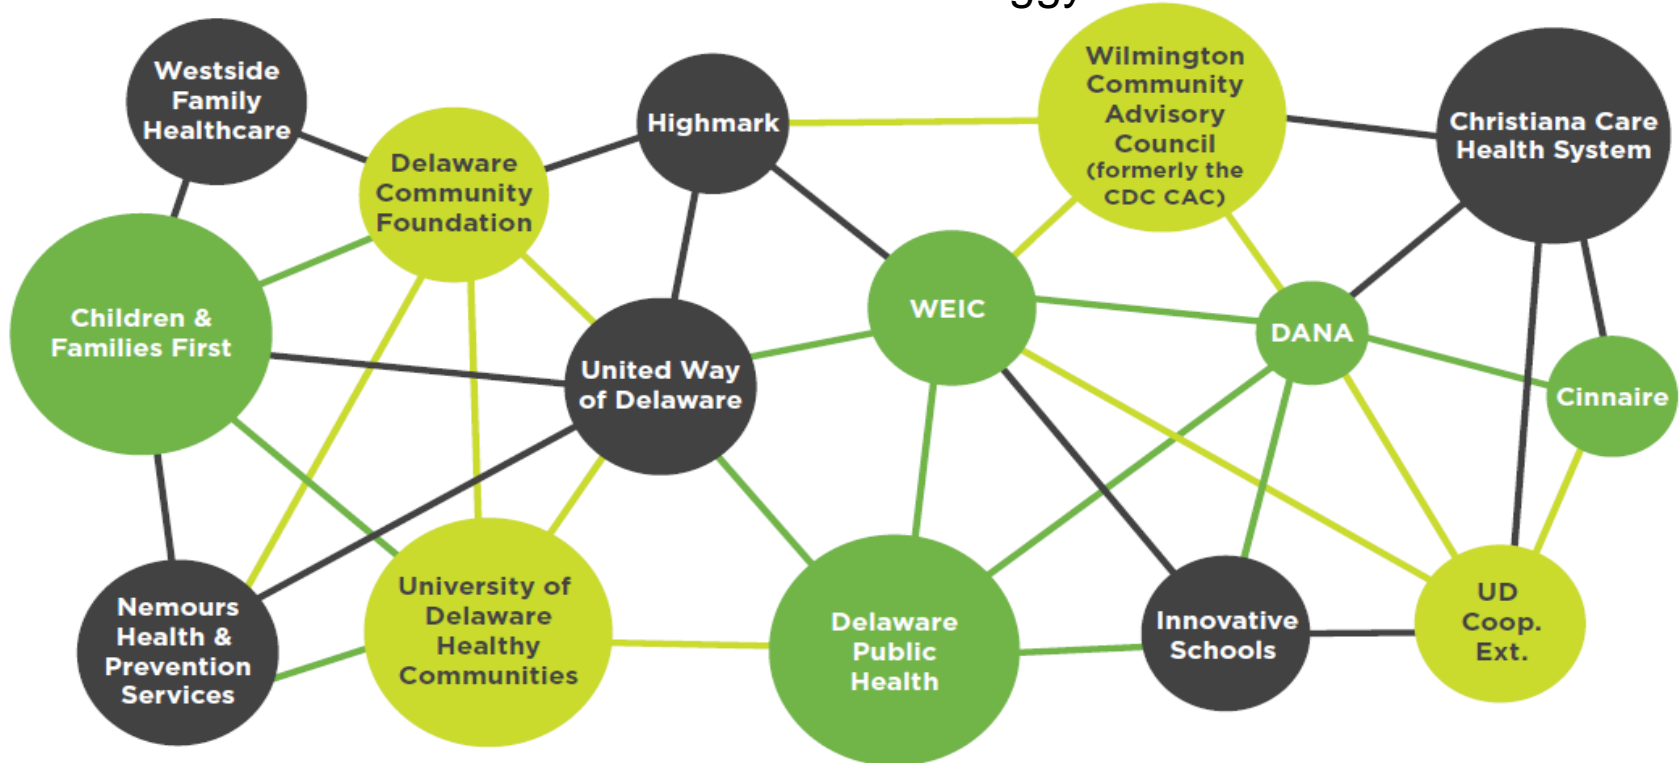 Westside
Family
Healthcare
Delaware
Community
Foundation
Highmark
Wilmington
Community
Advisory
Council
(formerly the
CDC CAC)
Christiana Care
Health System
Children &
Families First
United Way
of Delaware
WEIC
DANA
Cinnaire
Nemours
Health &
Prevention
Services
University of
Delaware
Healthy
Communities
Delaware
Public
Health
Innovative
Schools
UD
Coop.
Ext.